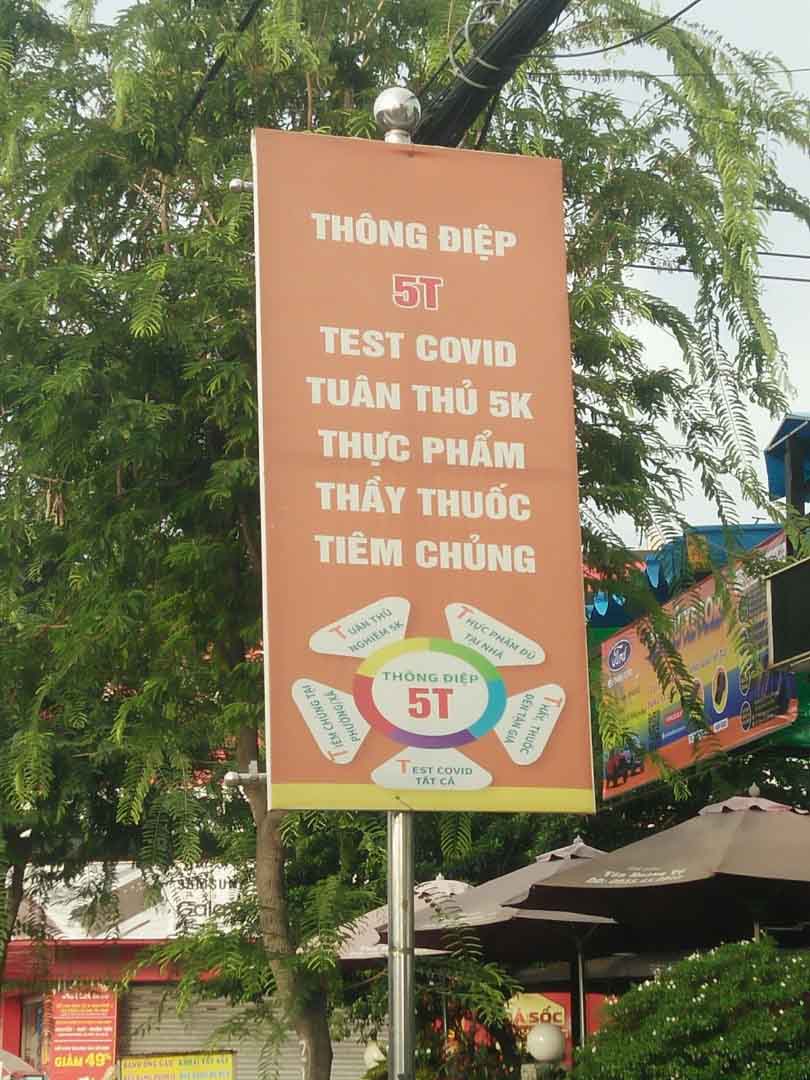 THÔNG ĐIỆP
5T
TEST COVID
TUÂN THỦ 5K
THỰC PHẨM
THẦY THUỐC
TIÊM CHỦNG
TUÂN THỦ
NGHIÊM 5K
THỰC PHẨM ĐỦ
TẠI NHÀ
THÔNG ĐIỆP
5T
TIÊM CHỦNG TẠI
PHƯỜNG/XÃ
THẦY, THUỐC
ĐẾN TẬN GIA
TEST COVID
TẤT CẢ
Ford
SAMSUNG
GIẢM 49%